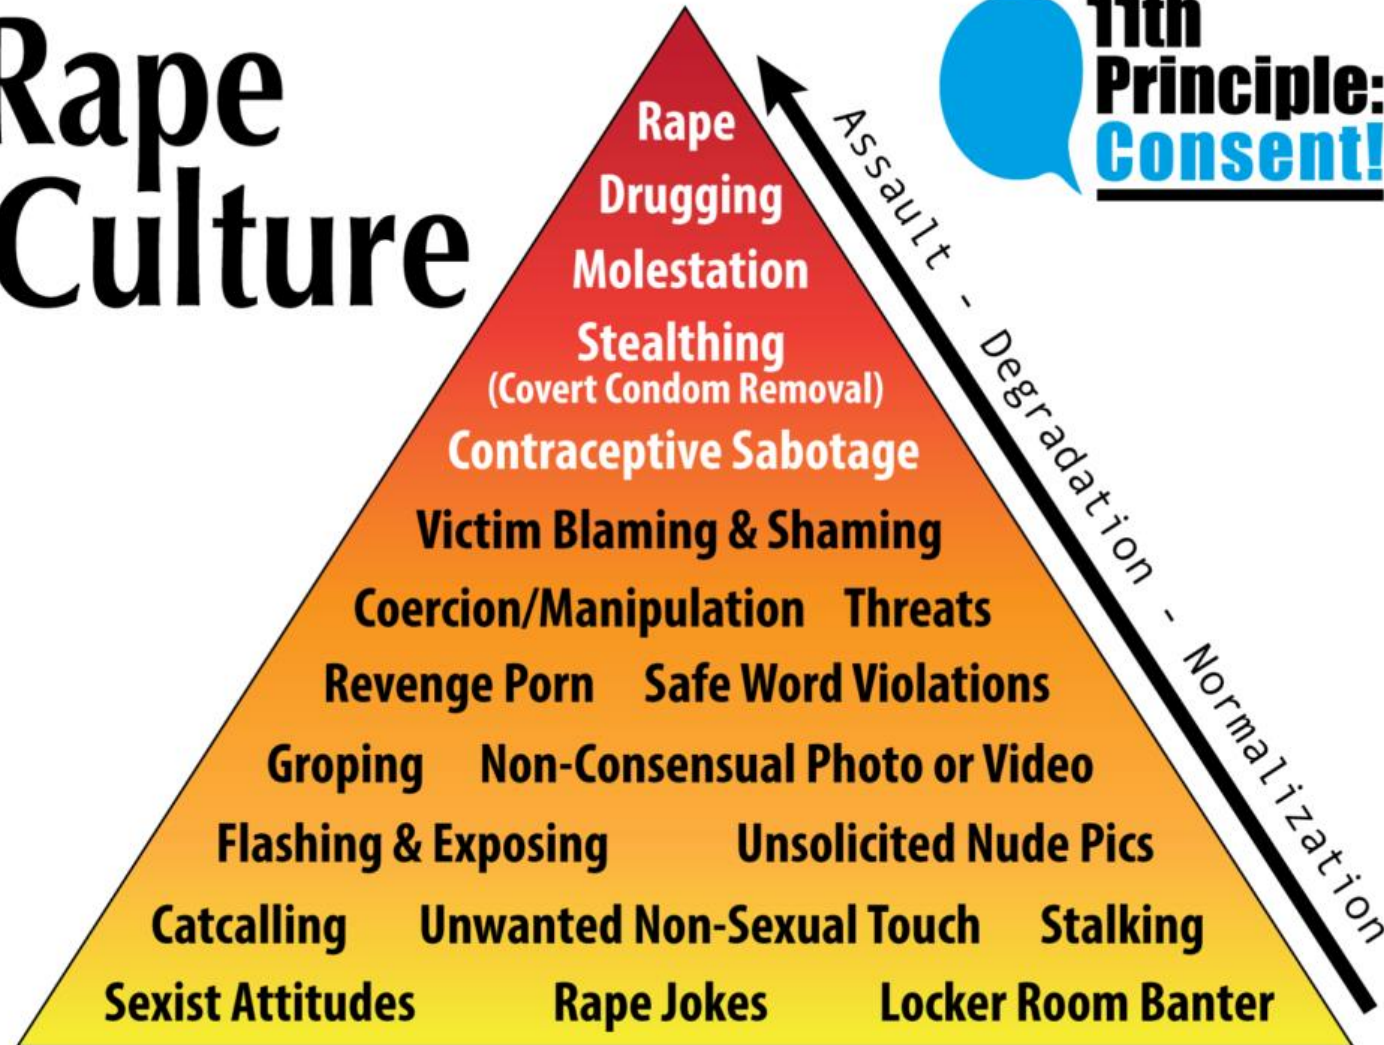 Rape
Culture
11th
Principle:
Consent!
Rape
Drugging
Molestation
Stealthing
(Covert Condom Removal)
Contraceptive Sabotage
Victim Blaming & Shaming
Coercion/Manipulation Threats
Revenge Porn Safe Word Violations
Groping Non-Consensual Photo or Video
Flashing & Exposing Unsolicited Nude Pics
Catcalling Unwanted Non-Sexual Touch Stalking
Sexist Attitudes Rape Jokes Locker Room Banter
Assault - Degradation - Normalization